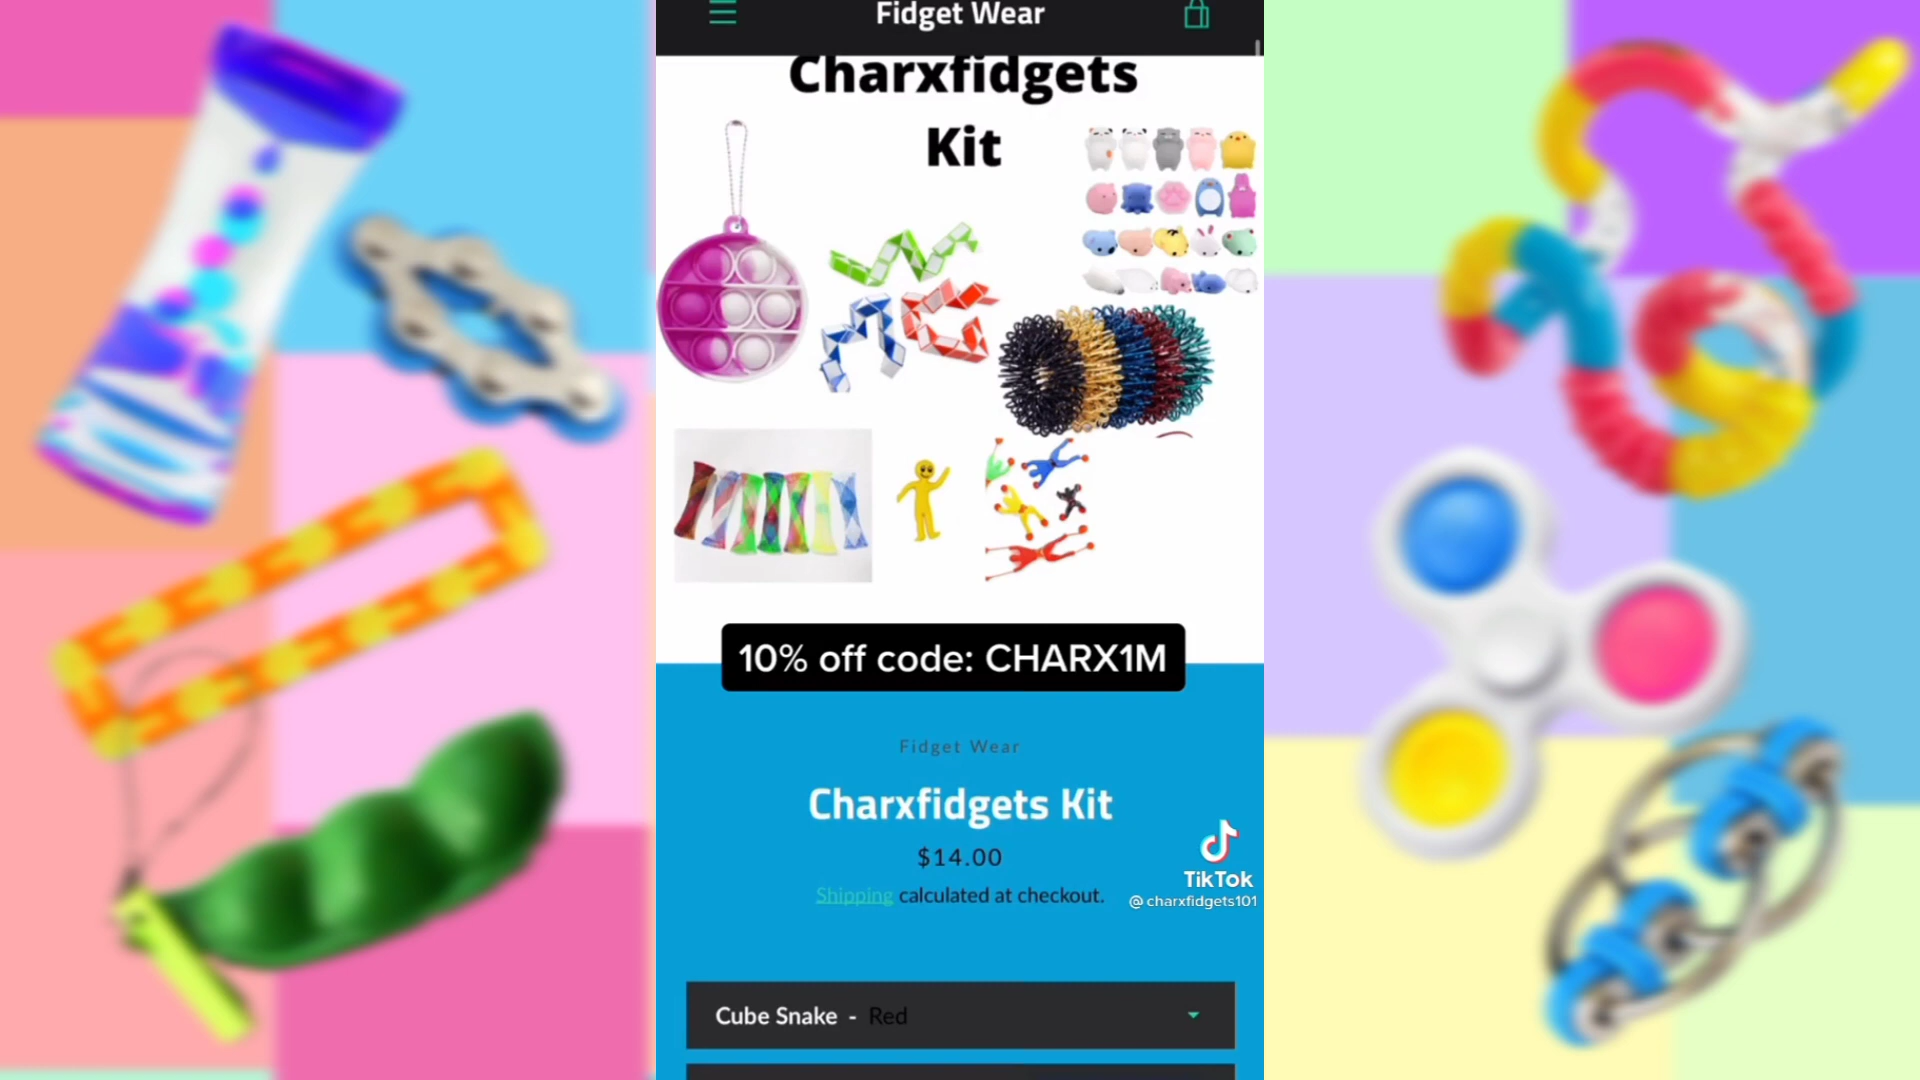 Fidget Wear
Charxfidgets
Kit
10% off code: CHARX1M
Fidget Wear
Charxfidgets Kit
$14.00
Shipping calculated at checkout.
TikTok
@charxfidgets101
Cube Snake - Red